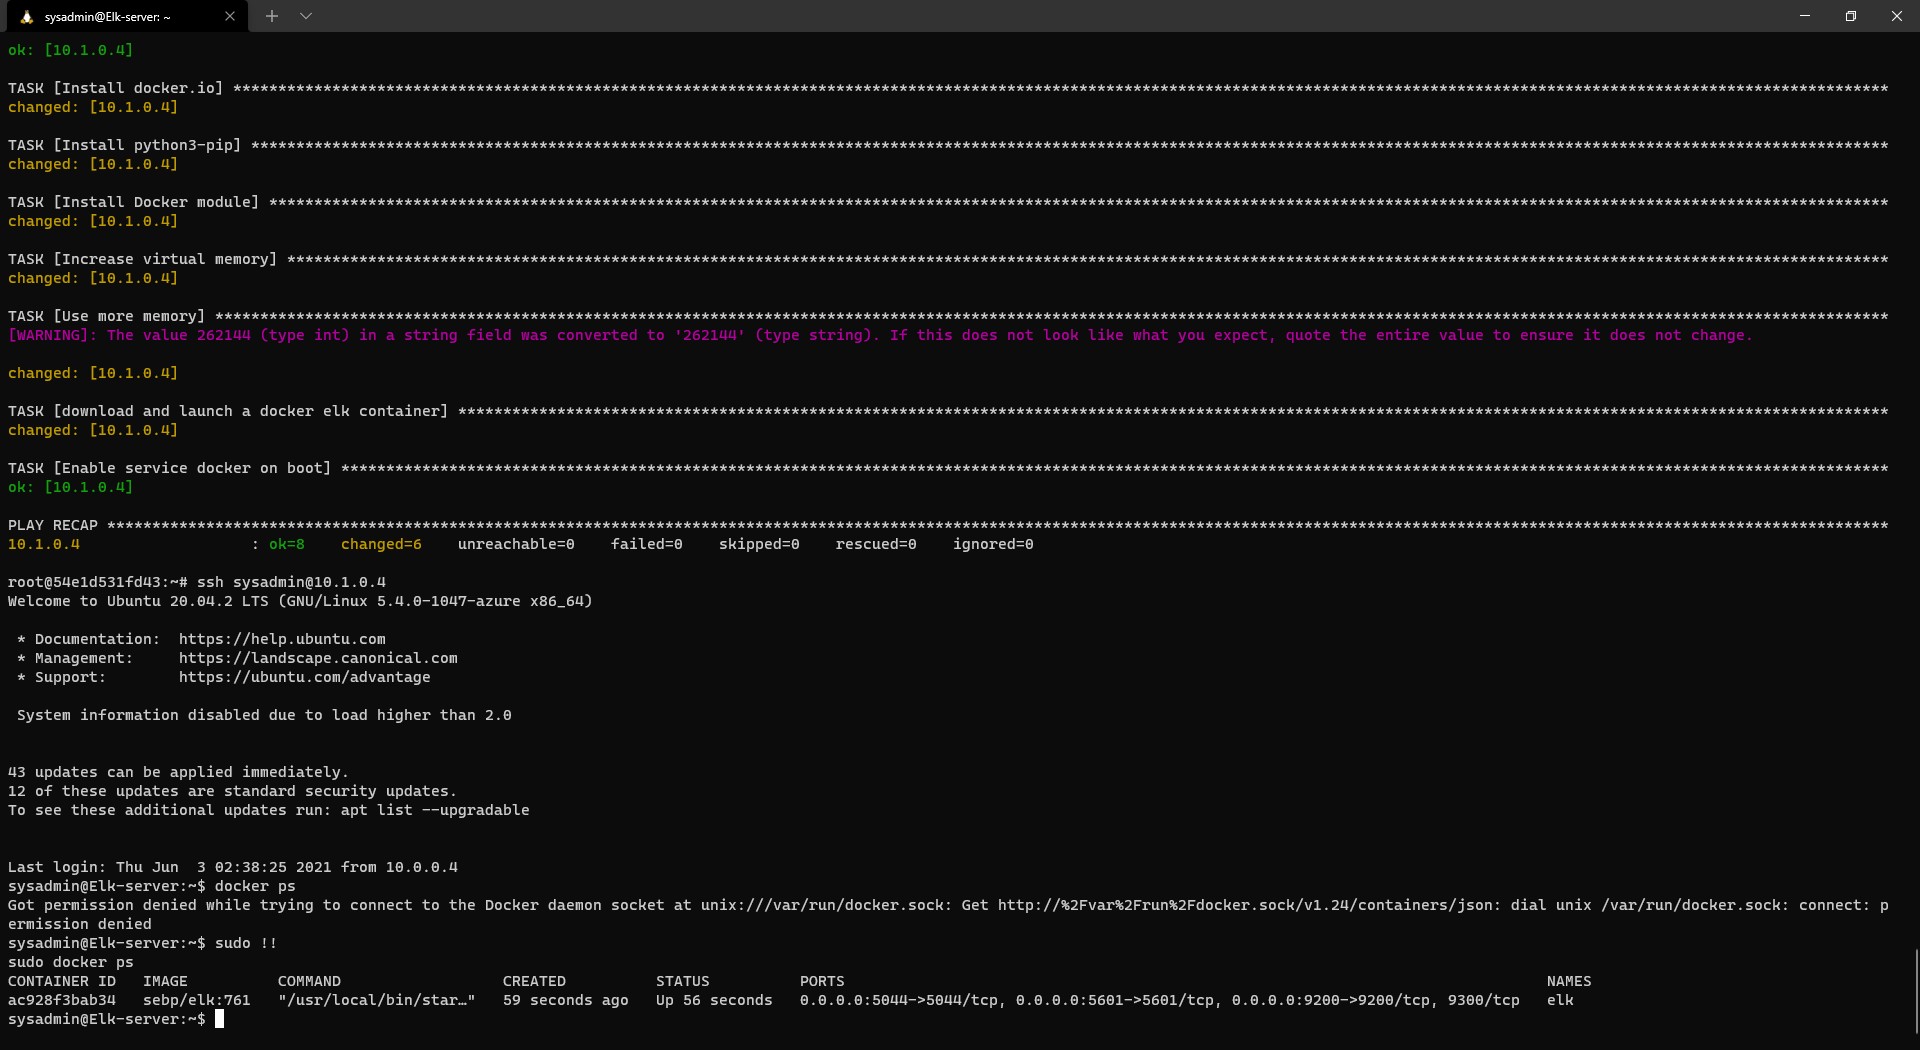 sysadmin@Elk-server: ~
ok: [10.1.0.4]
TASK [Install docker.io] ****************************************************************************************************************************************************************************************
changed: [10.1.0.4]
TASK [Install python3-pip] **************************************************************************************************************************************************************************************
changed: [10.1.0.4]
TASK [Install Docker module] ************************************************************************************************************************************************************************************
changed: [10.1.0.4]
TASK [Increase virtual memory] **********************************************************************************************************************************************************************************
changed: [10.1.0.4]
TASK [Use more memory] ******************************************************************************************************************************************************************************************
[WARNING]: The value 262144 (type int) in a string field was converted to '262144' (type string). If this does not look like what you expect, quote the entire value to ensure it does not change.
changed: [10.1.0.4]
TASK [download and launch a docker elk container] ***************************************************************************************************************************************************************
changed: [10.1.0.4]
TASK [Enable service docker on boot] ****************************************************************************************************************************************************************************
ok: [10.1.0.4]
PLAY RECAP ******************************************************************************************************************************************************************************************************
10.1.0.4                   : ok=8    changed=6    unreachable=0    failed=0    skipped=0    rescued=0    ignored=0
root@54e1d531fd43:~# ssh sysadmin@10.1.0.4
Welcome to Ubuntu 20.04.2 LTS (GNU/Linux 5.4.0-1047-azure x86_64)
 * Documentation:  https://help.ubuntu.com
 * Management:     https://landscape.canonical.com
 * Support:        https://ubuntu.com/advantage
 System information disabled due to load higher than 2.0
43 updates can be applied immediately.
12 of these updates are standard security updates.
To see these additional updates run: apt list --upgradable
Last login: Thu Jun  3 02:38:25 2021 from 10.0.0.4
sysadmin@Elk-server:~$ docker ps
Got permission denied while trying to connect to the Docker daemon socket at unix:///var/run/docker.sock: Get http://%2Fvar%2Frun%2Fdocker.sock/v1.24/containers/json: dial unix /var/run/docker.sock: connect: p
ermission denied
sysadmin@Elk-server:~$ sudo !!
sudo docker ps
CONTAINER ID   IMAGE          COMMAND                  CREATED          STATUS          PORTS                                                                              NAMES
ac928f3bab34   sebp/elk:761   "/usr/local/bin/star…"   59 seconds ago   Up 56 seconds   0.0.0.0:5044->5044/tcp, 0.0.0.0:5601->5601/tcp, 0.0.0.0:9200->9200/tcp, 9300/tcp   elk
sysadmin@Elk-server:~$